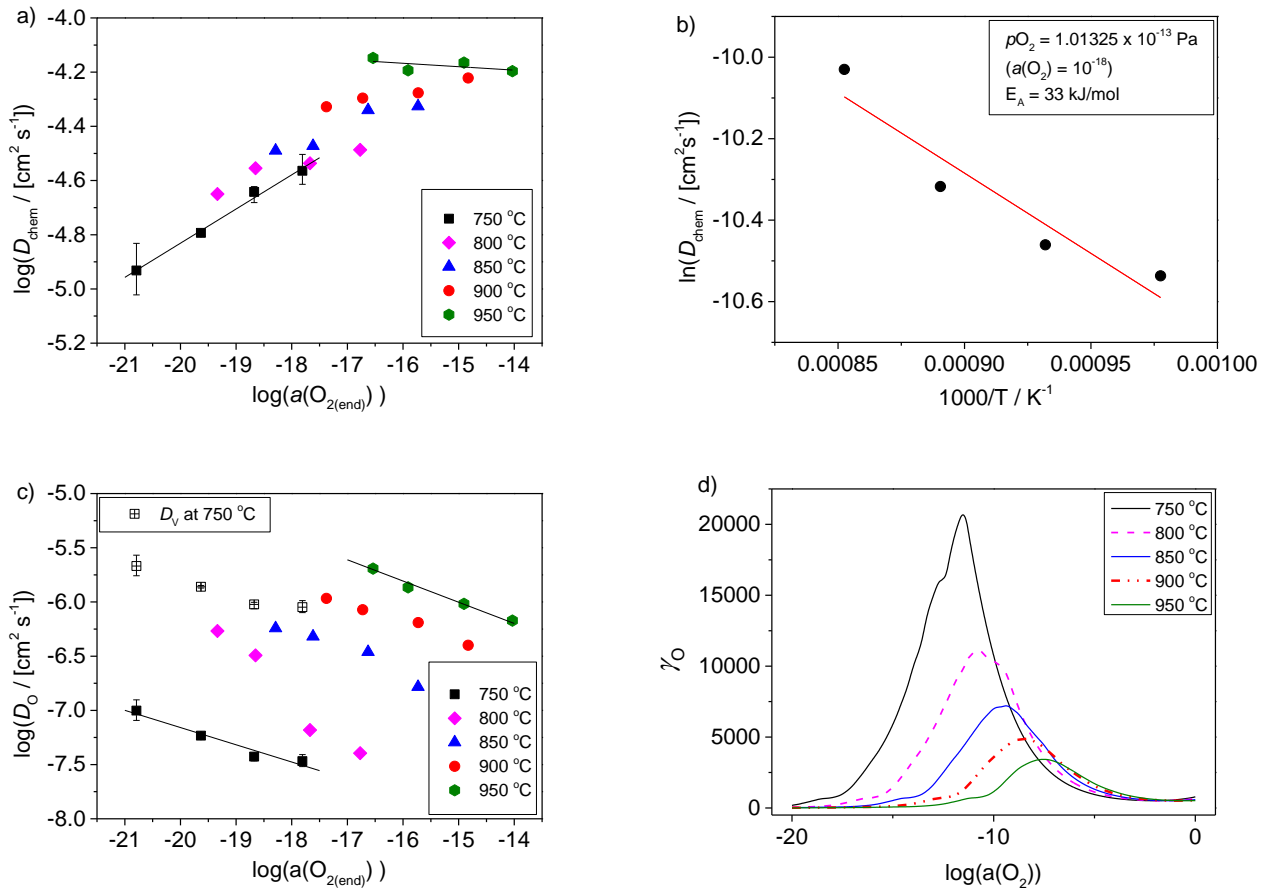 a)
-4.0
-4.2
-4.4
-4.6
-4.8
-5.0
-5.2
log(D_chem / [cm² s⁻¹])
750 °C
800 °C
850 °C
900 °C
950 °C
-21 -20 -19 -18 -17 -16 -15 -14
log(a(O₂₍end₎) )
b)
pO₂ = 1.01325 x 10⁻¹³ Pa
(a(O₂) = 10⁻¹⁸)
E_A = 33 kJ/mol
-10.0
-10.2
-10.4
-10.6
ln(D_chem / [cm²s⁻¹])
0.00085 0.00090 0.00095 0.00100
1000/T / K⁻¹
c)
D_V at 750 °C
-5.0
-5.5
-6.0
-6.5
-7.0
-7.5
-8.0
log(D_O / [cm² s⁻¹])
750 °C
800 °C
850 °C
900 °C
950 °C
-21 -20 -19 -18 -17 -16 -15 -14
log(a(O₂₍end₎) )
d)
750 °C
800 °C
850 °C
900 °C
950 °C
20000
15000
10000
5000
0
γ_O
-20 -10 0
log(a(O₂))